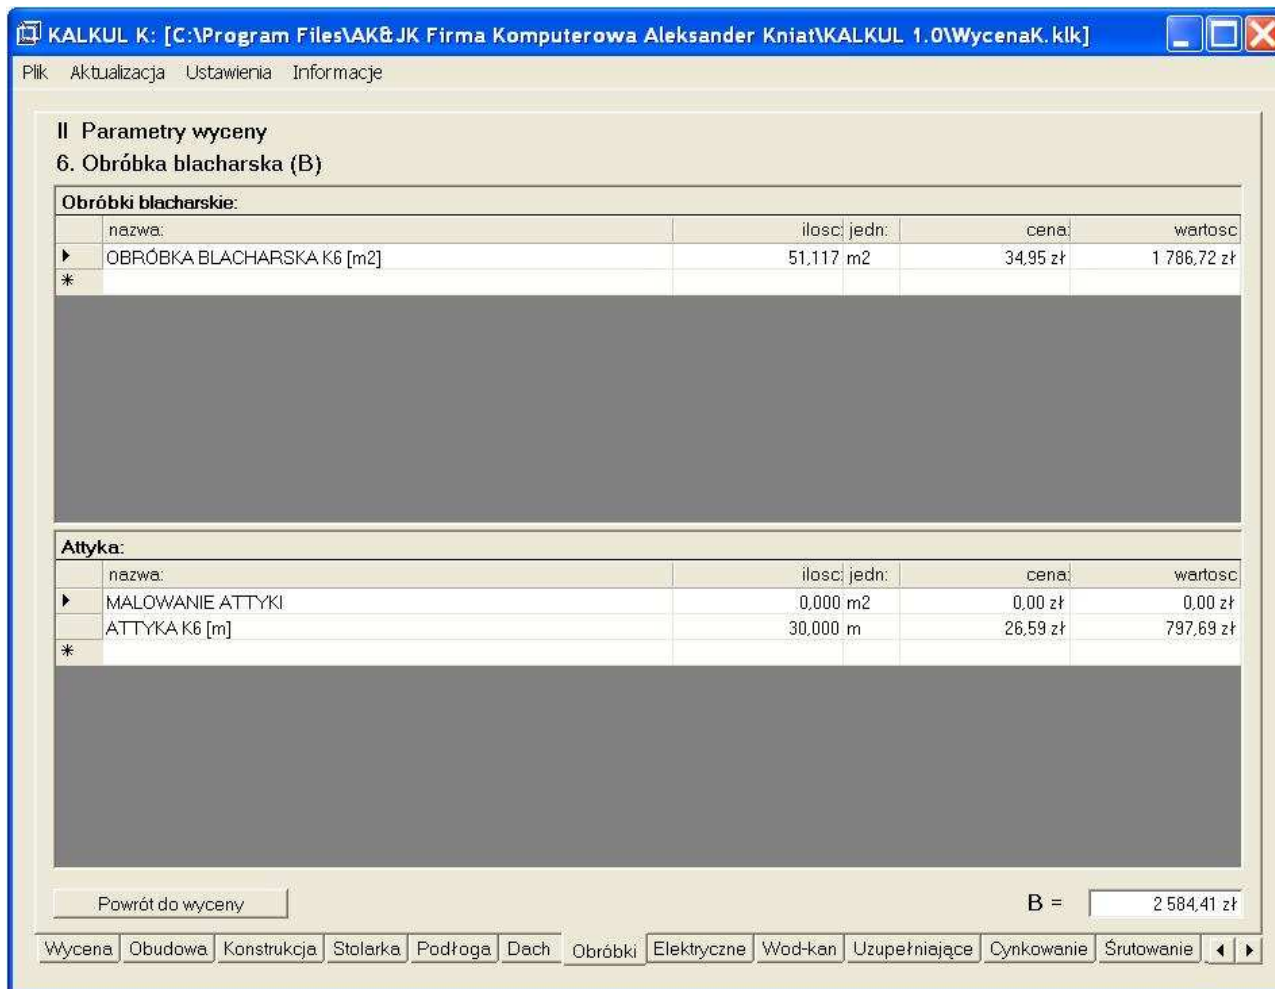 KALKUL K: [C:\Program Files\AK&JK Firma Komputerowa Aleksander Kniat\KALKUL 1.0\WycenaK.klk]
Plik Aktualizacja Ustawienia Informacje
II Parametry wyceny
6. Obróbka blacharska (B)
Obróbki blacharskie:
nazwa: ilosc: jedn: cena: wartosc
OBRÓBKA BLACHARSKA K6 [m2] 51,117 m2 34,95 zł 1 786,72 zł
Attyka:
nazwa: ilosc: jedn: cena: wartosc
MALOWANIE ATTYKI 0,000 m2 0,00 zł 0,00 zł
ATTYKA K6 [m] 30,000 m 26,59 zł 797,69 zł
Powrót do wyceny B = 2 584,41 zł
Wycena Obudowa Konstrukcja Stolarka Podłoga Dach Obróbki Elektryczne Wod-kan Uzupełniające Cynkowanie Śrutowanie